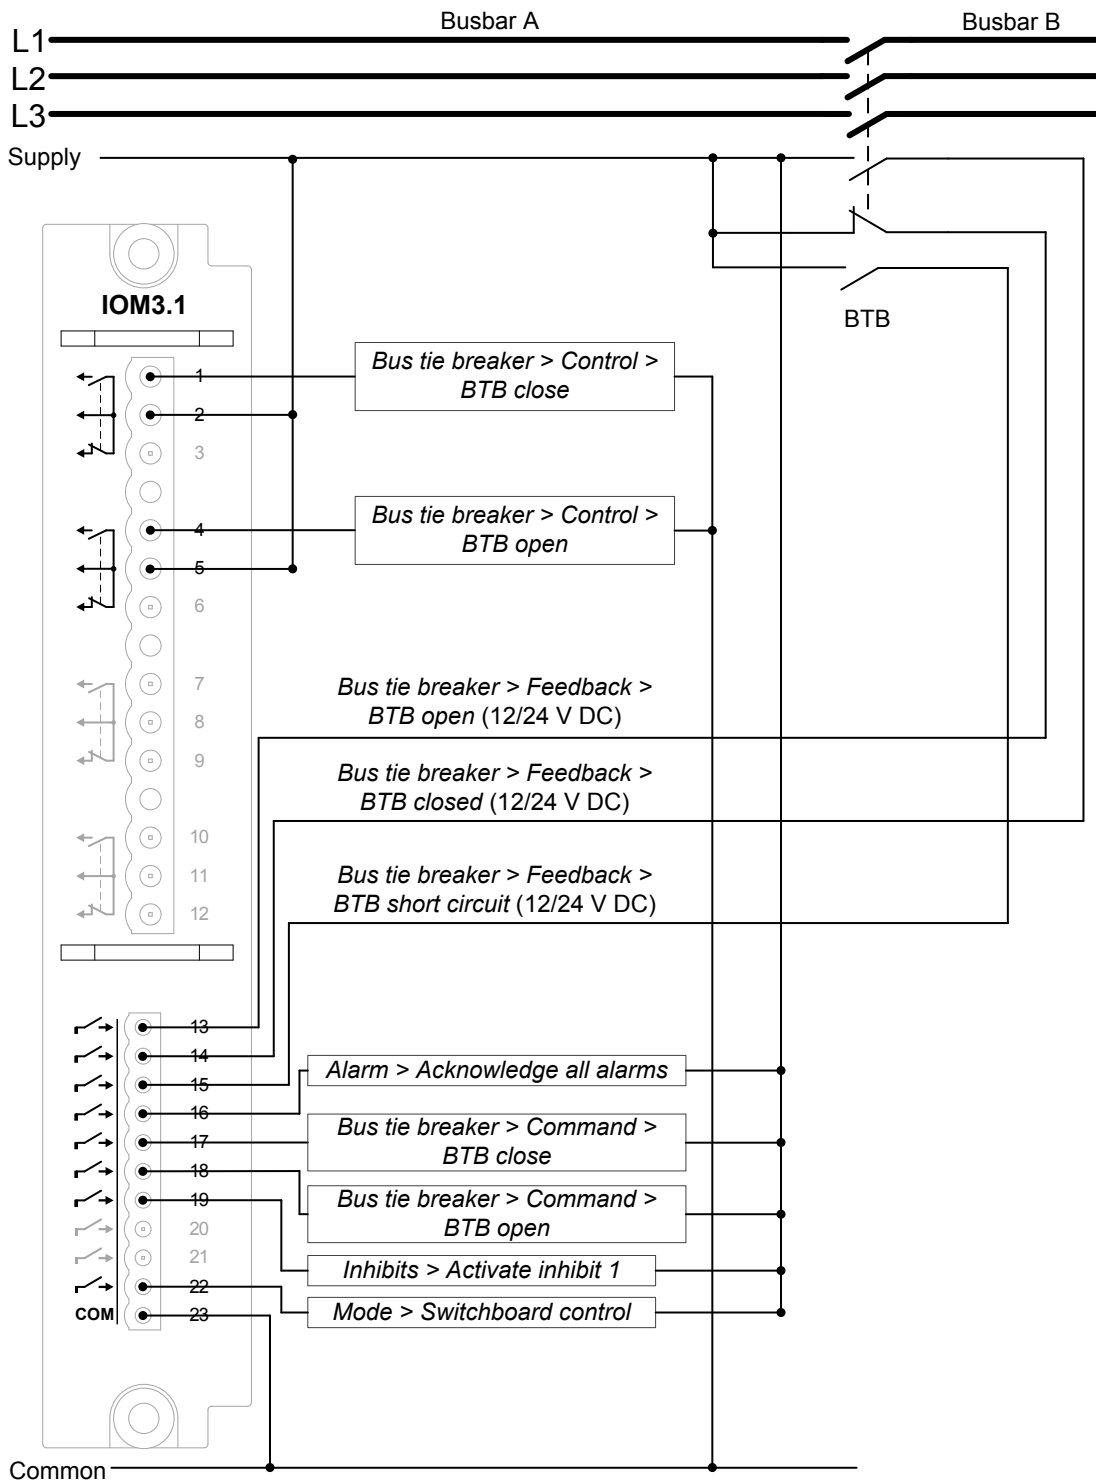 Busbar A
Busbar B
L1
L2
L3
Supply
IOM3.1
BTB
1
Bus tie breaker > Control >
BTB close
2
3
4
Bus tie breaker > Control >
BTB open
5
6
7
Bus tie breaker > Feedback >
BTB open (12/24 V DC)
8
9
Bus tie breaker > Feedback >
BTB closed (12/24 V DC)
10
11
Bus tie breaker > Feedback >
BTB short circuit (12/24 V DC)
12
13
14
15
Alarm > Acknowledge all alarms
16
17
Bus tie breaker > Command >
BTB close
18
19
Bus tie breaker > Command >
BTB open
20
21
Inhibits > Activate inhibit 1
22
Mode > Switchboard control
COM
23
Common